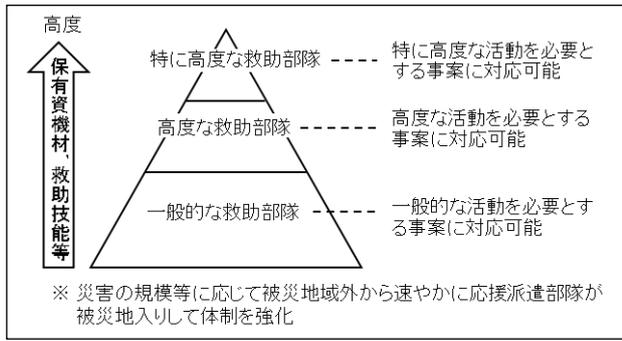 高度
保有資機材、救助技能等
特に高度な救助部隊
特に高度な活動を必要と
する事案に対応可能
高度な救助部隊
高度な活動を必要とする
事案に対応可能
一般的な救助部隊
一般的な活動を必要とす
る事案に対応可能
※ 災害の規模等に応じて被災地域外から速やかに応援派遣部隊が
被災地入りして体制を強化